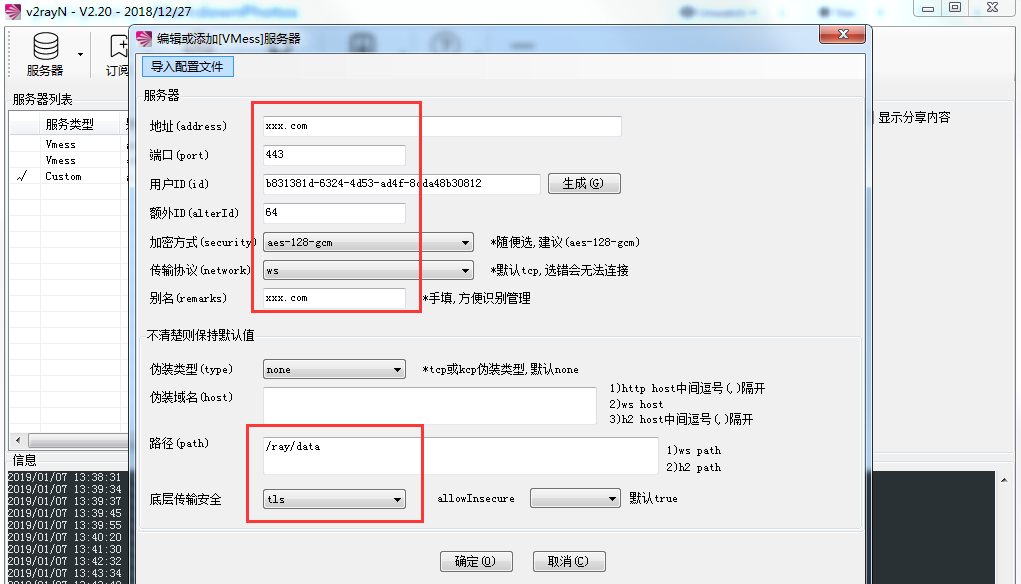 v2rayN - V2.20 - 2018/12/27
编辑或添加[VMess]服务器
导入配置文件
服务器
订阅
服务器列表
服务类型
Vmess
Vmess
Custom
显示分享内容
服务器
地址(address) xxx.com
端口(port) 443
用户ID(id) b831381d-6324-4d53-ad4f-8cda48b30812 生成(G)
额外ID(alterId) 64
加密方式(security) aes-128-gcm *随便选,建议(aes-128-gcm)
传输协议(network) ws *默认tcp,选错会无法连接
别名(remarks) xxx.com *手填,方便识别管理
不清楚则保持默认值
伪装类型(type) none *tcp或kcp伪装类型,默认none
伪装域名(host)
1)http host中间逗号(,)隔开
2)ws host
3)h2 host中间逗号(,)隔开
路径(path) /ray/data
1)ws path
2)h2 path
底层传输安全 tls allowInsecure 默认true
确定(O) 取消(C)
信息
2019/01/07 13:38:31
2019/01/07 13:39:34
2019/01/07 13:39:37
2019/01/07 13:39:45
2019/01/07 13:39:55
2019/01/07 13:40:20
2019/01/07 13:41:30
2019/01/07 13:42:32
2019/01/07 13:43:34